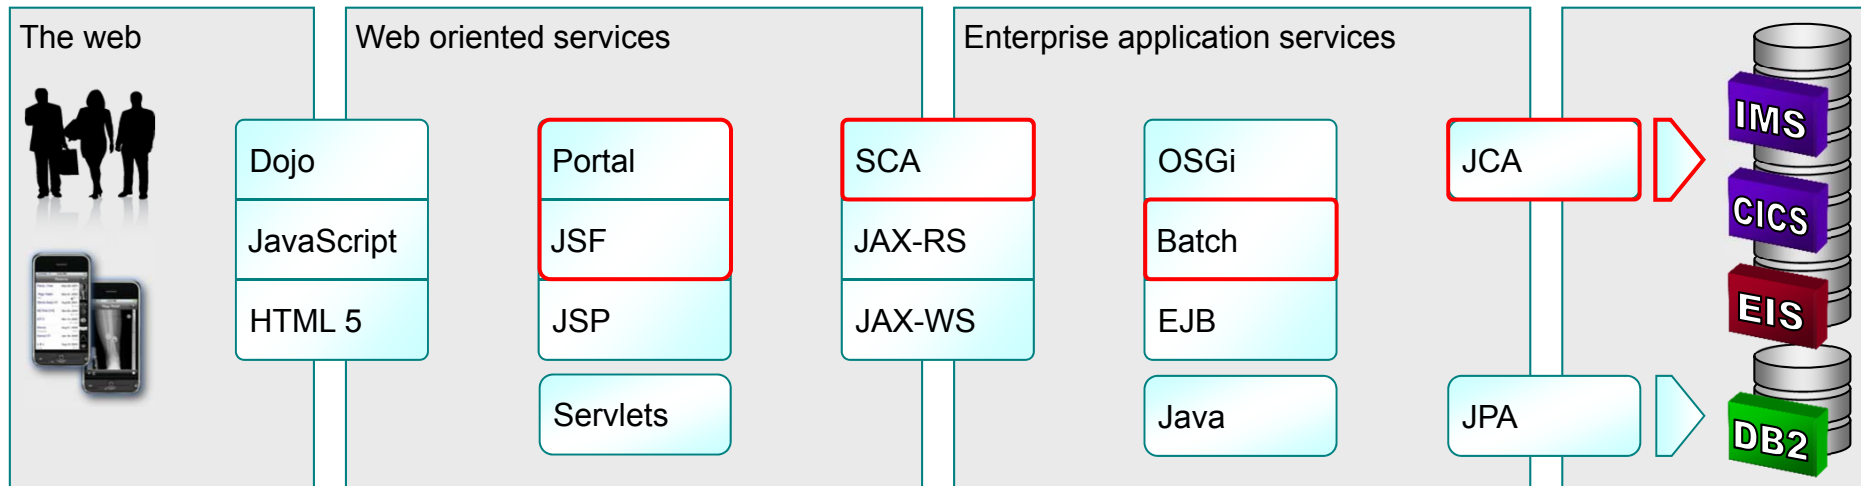 The web
Web oriented services
Enterprise application services
Dojo
JavaScript
HTML 5
Portal
JSF
JSP
Servlets
SCA
JAX-RS
JAX-WS
OSGi
Batch
EJB
Java
JCA
JPA
IMS
CICS
EIS
DB2